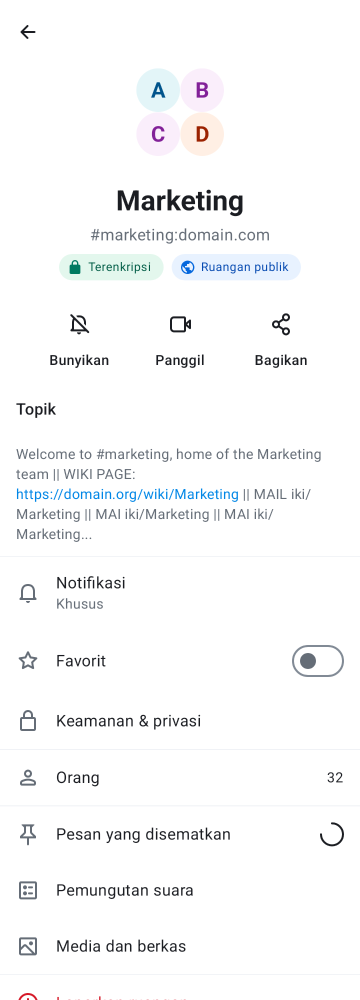 A B
C D
Marketing
#marketing:domain.com
Terenkripsi Ruangan publik
Bunyikan Panggil Bagikan
Topik
Welcome to #marketing, home of the Marketing
team || WIKI PAGE:
https://domain.org/wiki/Marketing || MAIL iki/
Marketing || MAI iki/Marketing || MAI iki/
Marketing...
Notifikasi
Khusus
Favorit
Keamanan & privasi
Orang 32
Pesan yang disematkan
Pemungutan suara
Media dan berkas